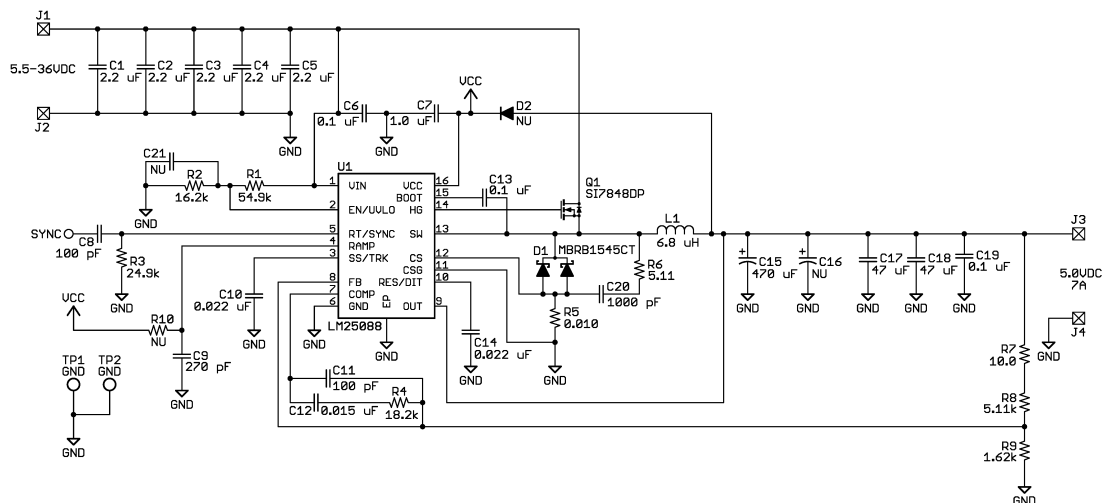 J1
5.5-36VDC
C1
2.2 uF
C2
2.2 uF
C3
2.2 uF
C4
2.2 uF
C5
2.2 uF
J2
GND
C6
0.1 uF
C7
1.0 uF
GND
VCC
D2
NU
C21
NU
R2
16.2k
R1
54.9k
GND
U1
1 VIN VCC 16
BOOT 15
2 EN/UVLO HG 14
5 RT/SYNC SW 13
4 RAMP
3 SS/TRK CS 12
CSG 11
8 FB RES/DIT 10
7 COMP
6 GND EP OUT 9
LM25088
GND
GND
C13
0.1 uF
Q1
SI7848DP
SYNC
C8
100 pF
R3
24.9k
GND
C10
0.022 uF
GND
VCC
R10
NU
C9
270 pF
GND
TP1
GND
TP2
GND
GND
D1
MBRB1545CT
R6
5.11
C20
1000 pF
R5
0.010
GND
C14
0.022 uF
GND
L1
6.8 uH
C15
470 uF
GND
C16
NU
GND
C17
47 uF
GND
C18
47 uF
GND
C19
0.1 uF
GND
J3
5.0VDC
7A
J4
GND
C11
100 pF
C12
0.015 uF
R4
18.2k
R7
10.0
R8
5.11k
R9
1.62k
GND